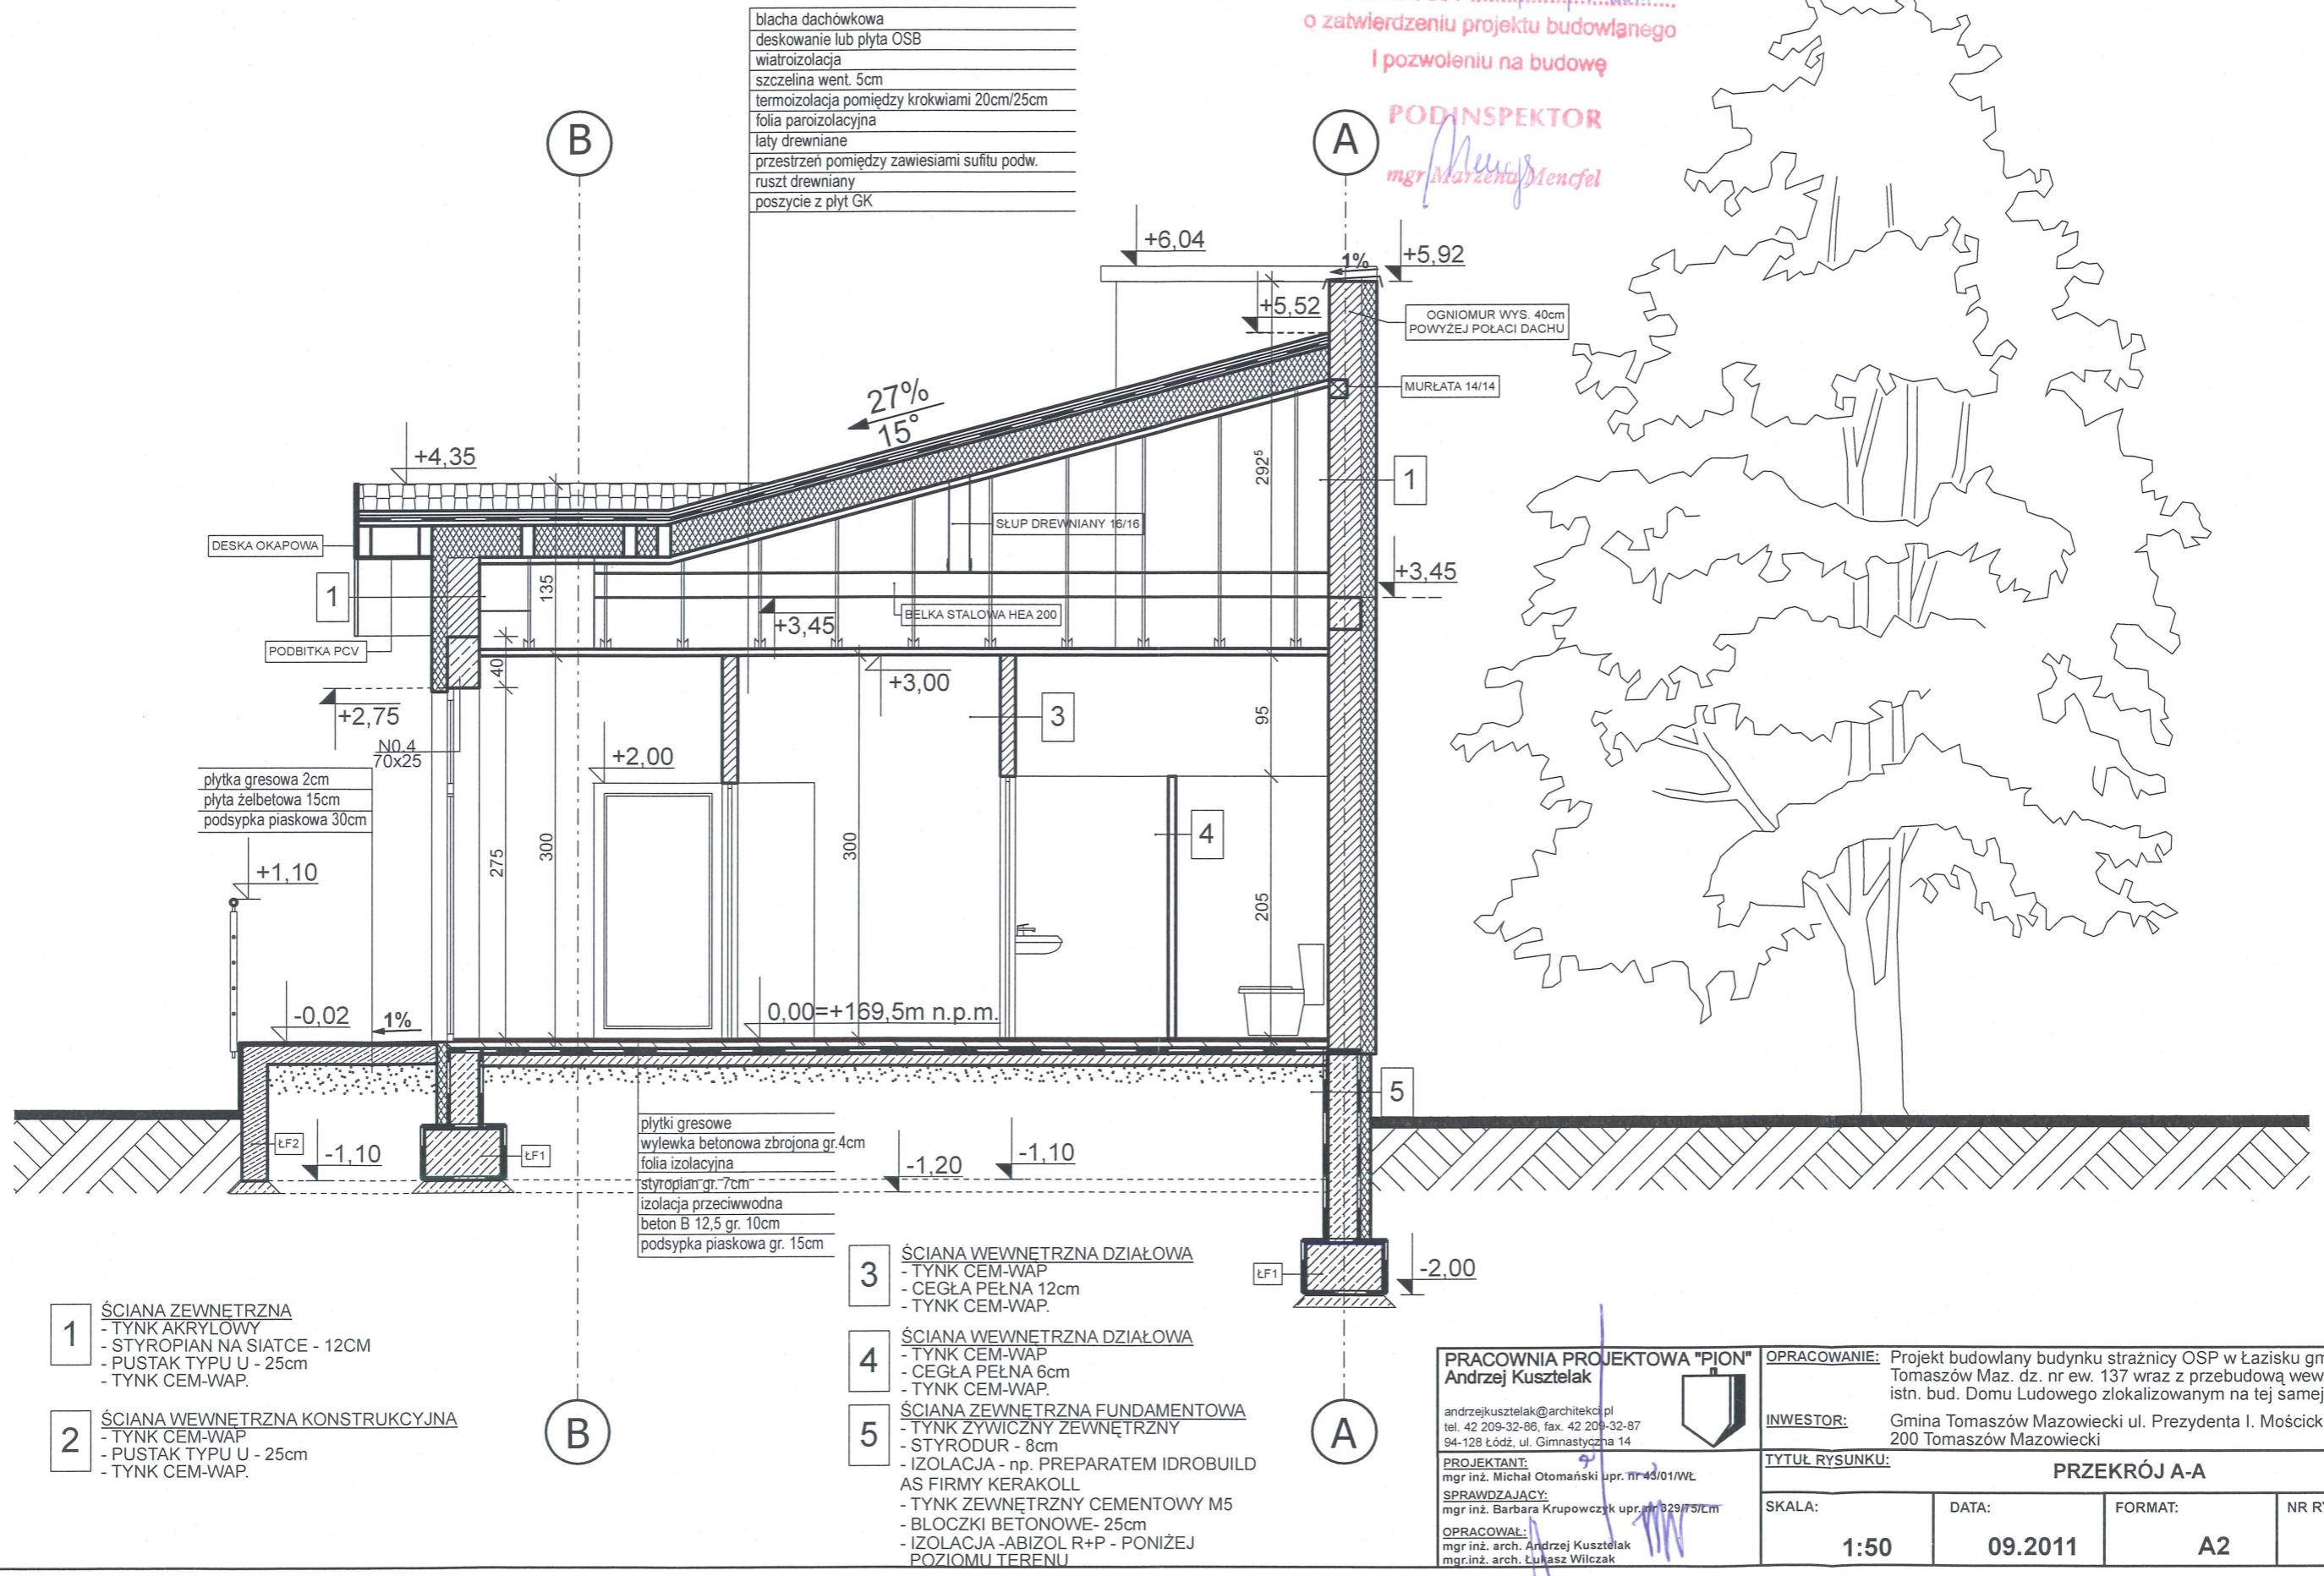 blacha dachówkowa
deskowanie lub płyta OSB
wiatroizolacja
szczelina went. 5cm
termoizolacja pomiędzy krokwiami 20cm/25cm
folia paroizolacyjna
łaty drewniane
przestrzeń pomiędzy zawiesiami sufitu podw.
ruszt drewniany
poszycie z płyt GK
o zatwierdzeniu projektu budowlanego
I pozwoleniu na budowę
PODINSPEKTOR
mgr Marzena Mencfel
B
A
+6,04
1%
+5,92
+5,52
OGNIOMUR WYS. 40cm
POWYŻEJ POŁACI DACHU
MURŁATA 14/14
27%
15°
+4,35
292⁵
1
SŁUP DREWNIANY 16/16
DESKA OKAPOWA
1
135
+3,45
BELKA STALOWA HEA 200
+3,45
PODBITKA PCV
40
+3,00
+2,75
3
95
N0.4
70x25
+2,00
płytka gresowa 2cm
płyta żelbetowa 15cm
podsypka piaskowa 30cm
4
275
300
300
205
+1,10
-0,02
1%
0,00=+169,5m n.p.m.
5
ŁF2
-1,10
ŁF1
-1,20
-1,10
płytki gresowe
wylewka betonowa zbrojona gr.4cm
folia izolacyjna
styropian gr. 7cm
izolacja przeciwwodna
beton B 12,5 gr. 10cm
podsypka piaskowa gr. 15cm
ŁF1
-2,00
1
ŚCIANA ZEWNĘTRZNA
- TYNK AKRYLOWY
- STYROPIAN NA SIATCE - 12CM
- PUSTAK TYPU U - 25cm
- TYNK CEM-WAP.
2
ŚCIANA WEWNĘTRZNA KONSTRUKCYJNA
- TYNK CEM-WAP
- PUSTAK TYPU U - 25cm
- TYNK CEM-WAP.
3
ŚCIANA WEWNĘTRZNA DZIAŁOWA
- TYNK CEM-WAP
- CEGŁA PEŁNA 12cm
- TYNK CEM-WAP.
4
ŚCIANA WEWNĘTRZNA DZIAŁOWA
- TYNK CEM-WAP
- CEGŁA PEŁNA 6cm
- TYNK CEM-WAP.
5
ŚCIANA ZEWNĘTRZNA FUNDAMENTOWA
- TYNK ŻYWICZNY ZEWNĘTRZNY
- STYRODUR - 8cm
- IZOLACJA - np. PREPARATEM IDROBUILD
AS FIRMY KERAKOLL
- TYNK ZEWNĘTRZNY CEMENTOWY M5
- BLOCZKI BETONOWE- 25cm
- IZOLACJA -ABIZOL R+P - PONIŻEJ
POZIOMU TERENU
B
A
PRACOWNIA PROJEKTOWA "PION"
Andrzej Kusztelak
andrzejkusztelak@architekci.pl
tel. 42 209-32-86, fax. 42 209-32-87
94-128 Łódź, ul. Gimnastyczna 14
PROJEKTANT:
mgr inż. Michał Otomański upr. nr 43/01/WŁ
SPRAWDZAJĄCY:
mgr inż. Barbara Krupowczyk upr. nr 329/75/Łm
OPRACOWAŁ:
mgr inż. arch. Andrzej Kusztelak
mgr.inż. arch. Łukasz Wilczak
OPRACOWANIE: Projekt budowlany budynku strażnicy OSP w Łazisku gm
Tomaszów Maz. dz. nr ew. 137 wraz z przebudową wew
istn. bud. Domu Ludowego zlokalizowanym na tej samej
INWESTOR: Gmina Tomaszów Mazowiecki ul. Prezydenta I. Mościck
200 Tomaszów Mazowiecki
TYTUŁ RYSUNKU:
PRZEKRÓJ A-A
SKALA:
1:50
DATA:
09.2011
FORMAT:
A2
NR R